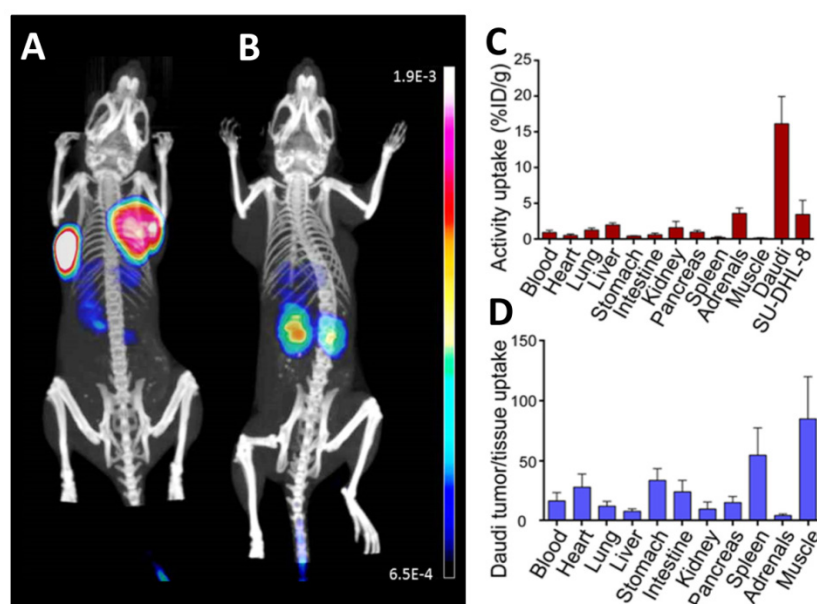 A
B
1.9E-3
6.5E-4
C
Activity uptake (%ID/g)
25
20
15
10
5
0
Blood
Heart
Lung
Liver
Stomach
Intestine
Kidney
Pancreas
Spleen
Adrenals
Muscle
Daudi
SU-DHL-8
D
Daudi tumor/tissue uptake
150
100
50
0
Blood
Heart
Lung
Liver
Stomach
Intestine
Kidney
Pancreas
Spleen
Adrenals
Muscle